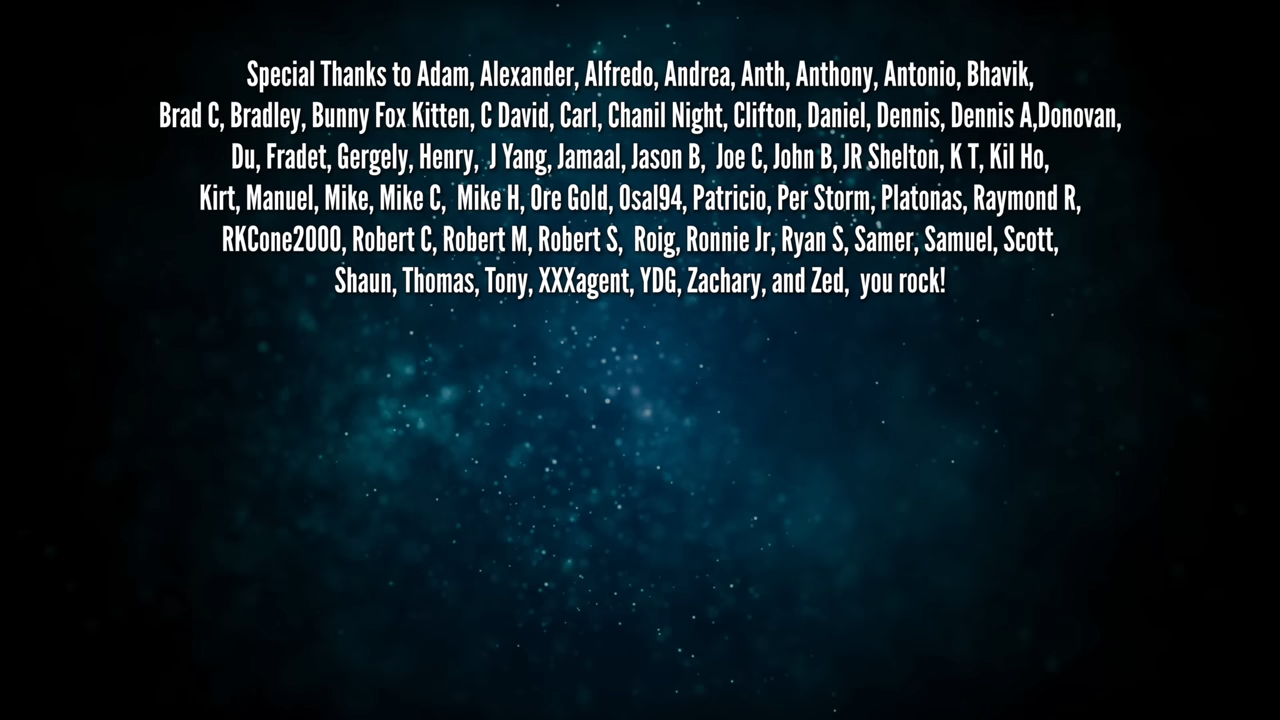 Special Thanks to Adam, Alexander, Alfredo, Andrea, Anth, Anthony, Antonio, Bhavik,
Brad C, Bradley, Bunny Fox Kitten, C David, Carl, Chanil Night, Clifton, Daniel, Dennis, Dennis A,Donovan,
Du, Fradet, Gergely, Henry,  J Yang, Jamaal, Jason B,  Joe C, John B, JR Shelton, K T, Kil Ho,
Kirt, Manuel, Mike, Mike C,  Mike H, Ore Gold, Osal94, Patricio, Per Storm, Platonas, Raymond R,
RKCone2000, Robert C, Robert M, Robert S,  Roig, Ronnie Jr, Ryan S, Samer, Samuel, Scott,
Shaun, Thomas, Tony, XXXagent, YDG, Zachary, and Zed,  you rock!